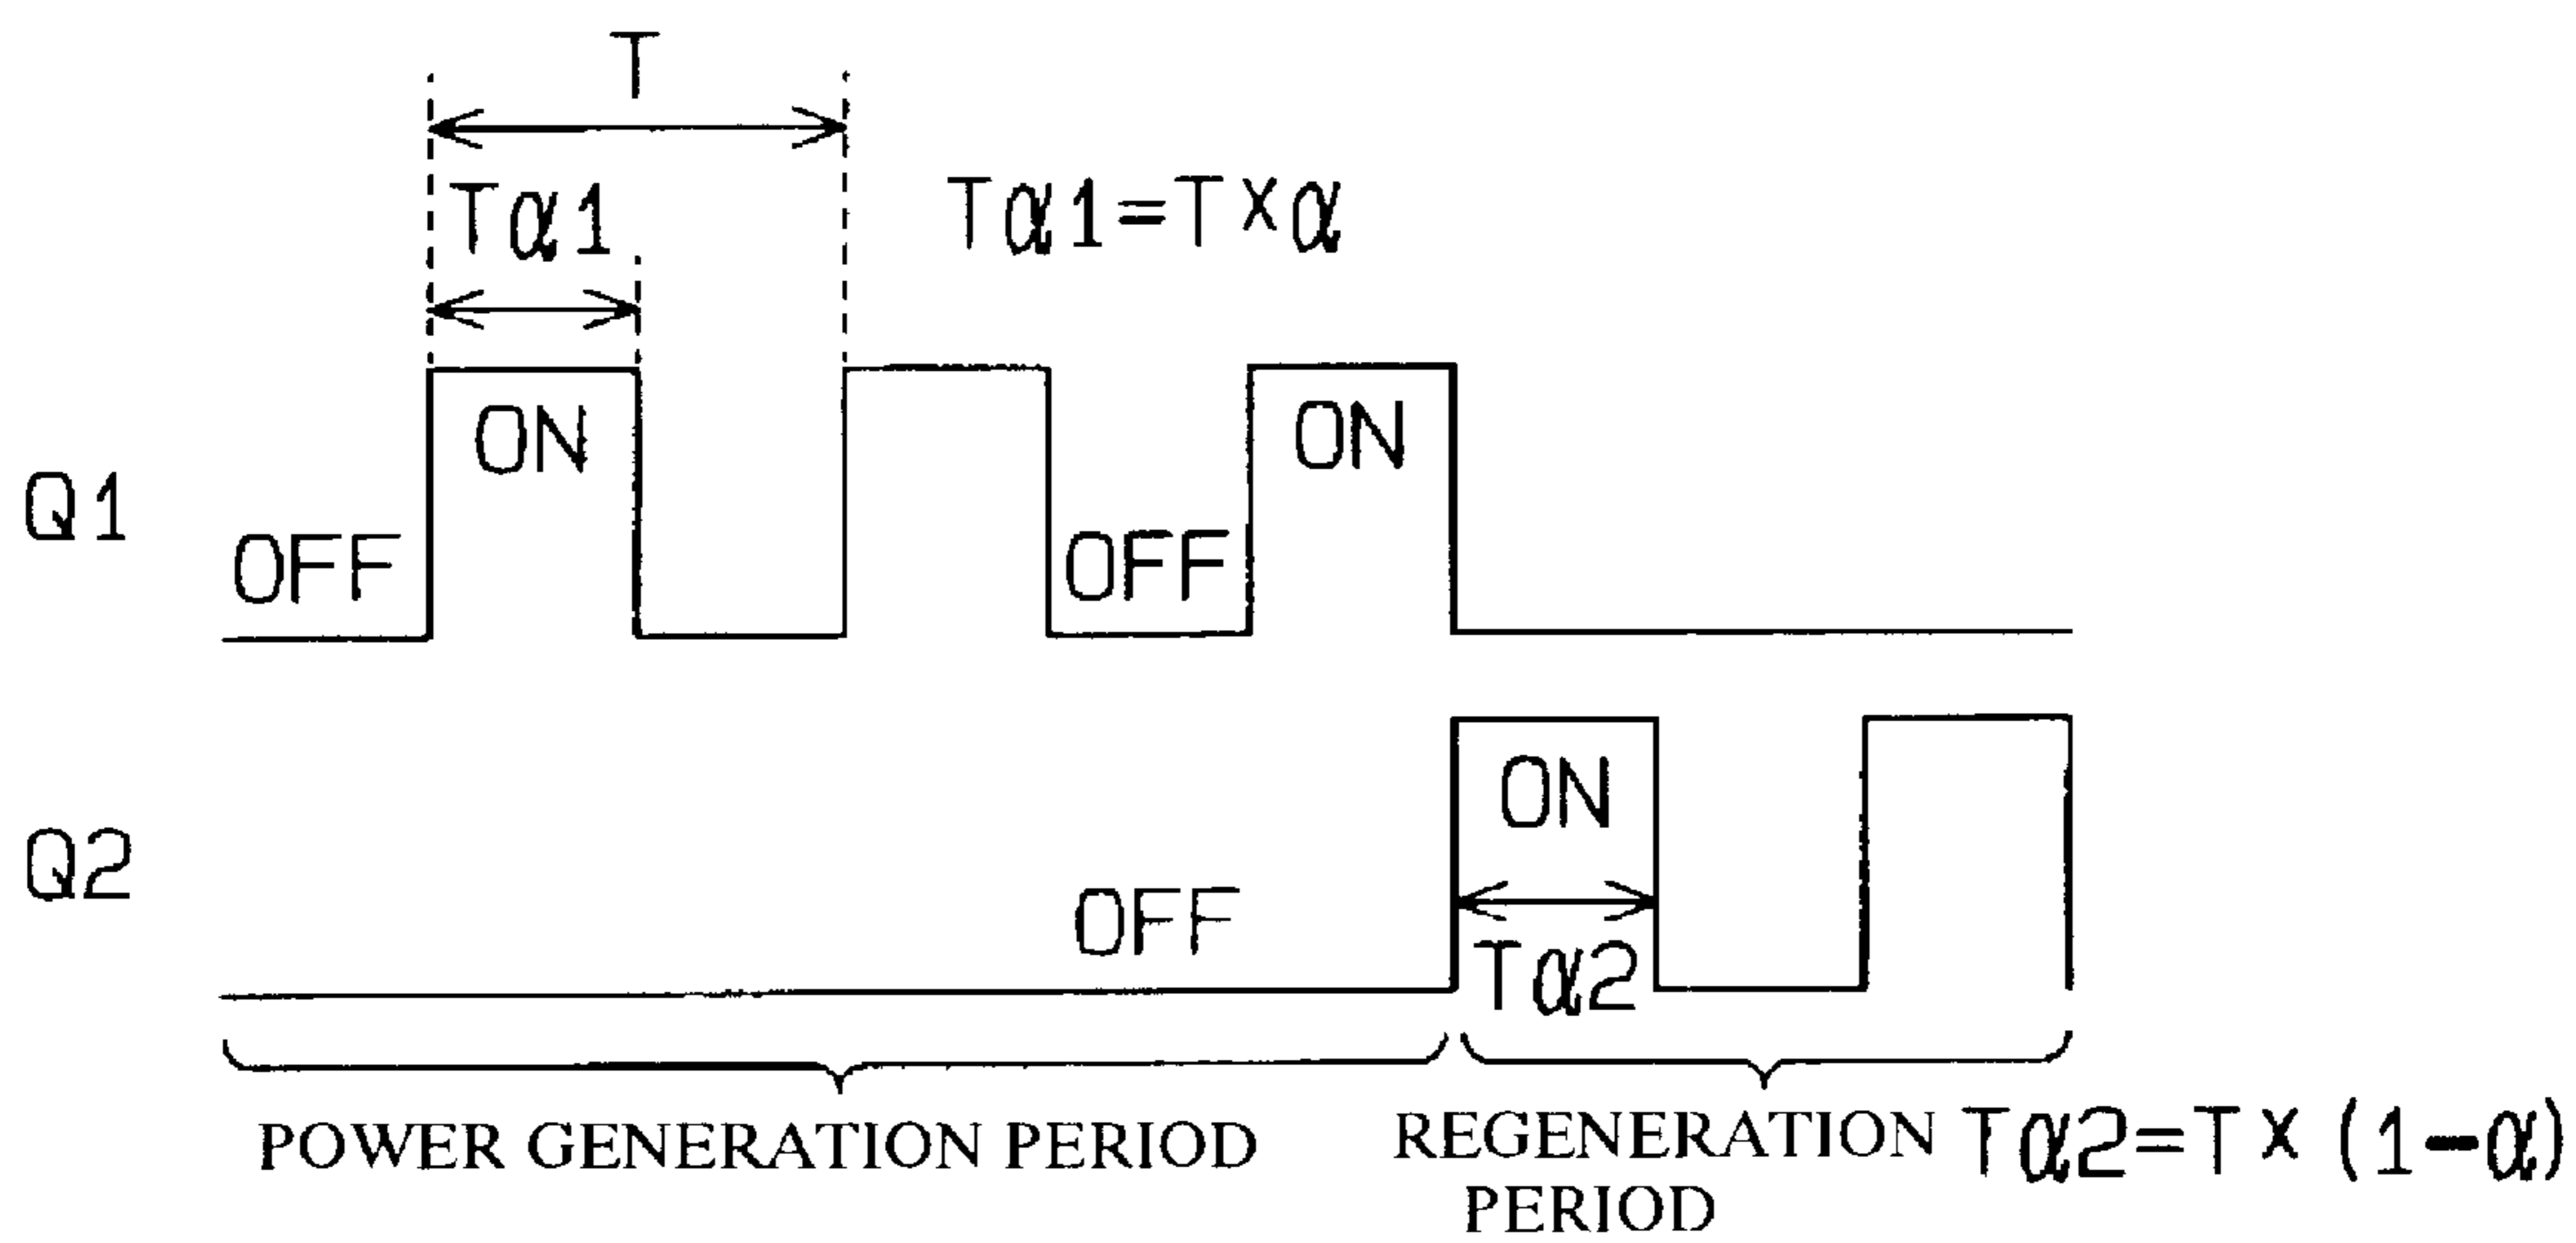 T
Tα1
Tα1=T×α
ON
ON
Q1
OFF
OFF
ON
Q2
OFF
Tα2
POWER GENERATION PERIOD
REGENERATION
PERIOD
Tα2=T×(1-α)